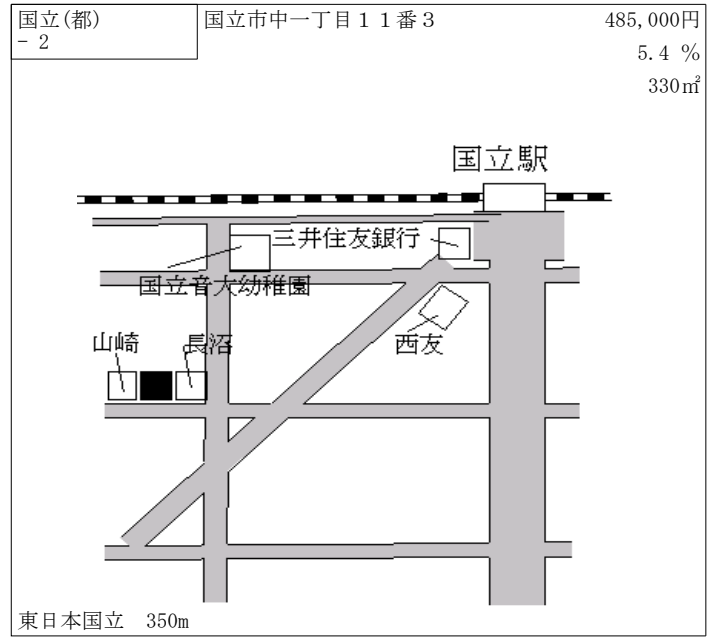 国立(都)
- 2
国立市中一丁目１１番３
485,000円
5.4 %
330㎡
国立駅
三井住友銀行
国立音大幼稚園
西友
山崎
長沼
東日本国立 350m